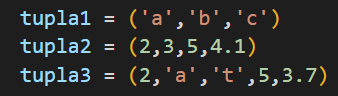 tupla1 = ('a','b','c')
tupla2 = (2,3,5,4.1)
tupla3 = (2,'a','t',5,3.7)